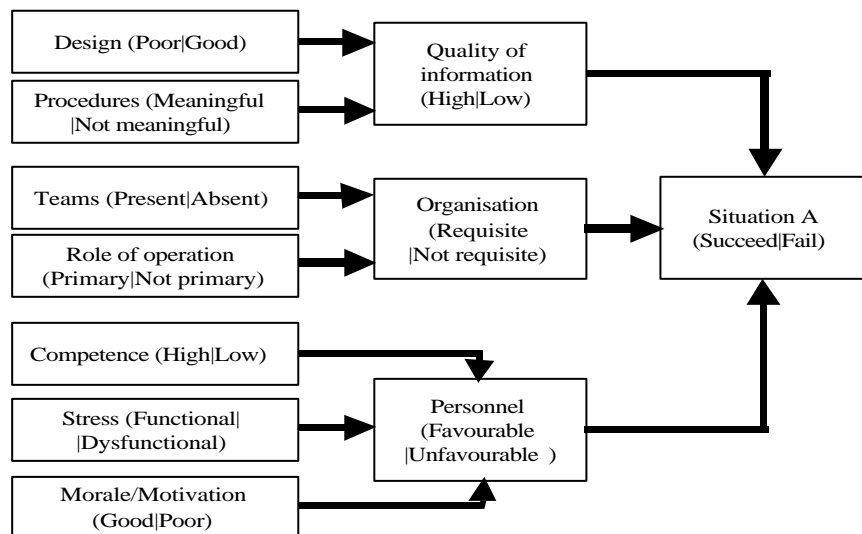 Design (Poor|Good)
Procedures (Meaningful
|Not meaningful)
Quality of
information
(High|Low)
Teams (Present|Absent)
Role of operation
(Primary|Not primary)
Organisation
(Requisite
|Not requisite)
Situation A
(Succeed|Fail)
Competence (High|Low)
Stress (Functional|
|Dysfunctional)
Morale/Motivation
(Good|Poor)
Personnel
(Favourable
|Unfavourable )